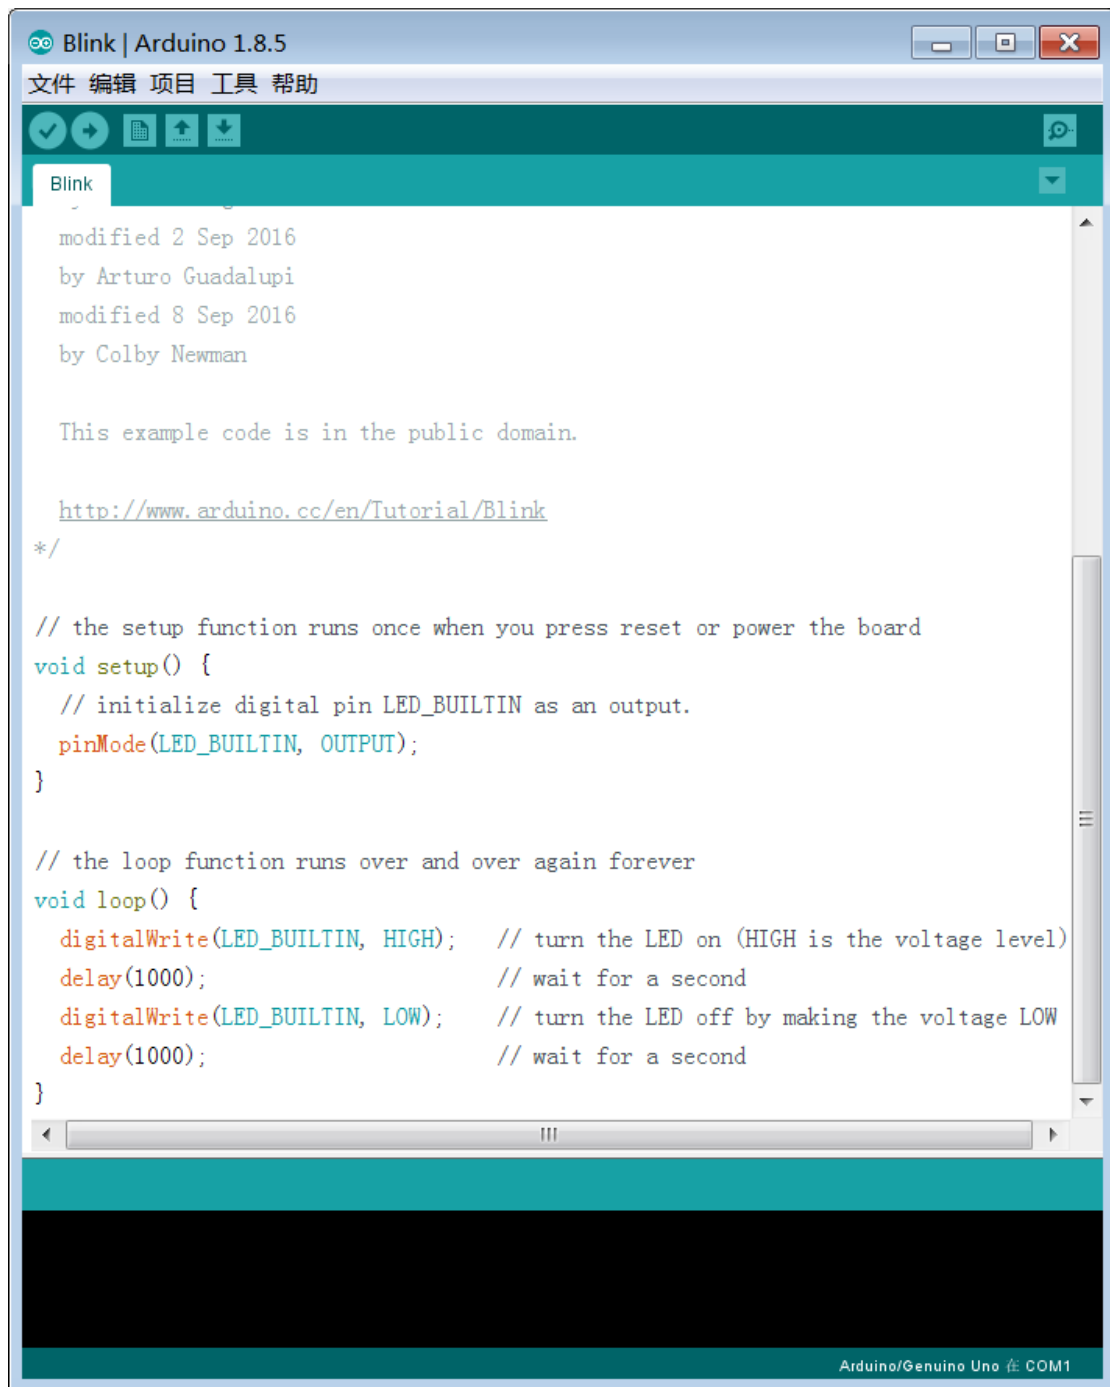 Blink | Arduino 1.8.5
文件 编辑 项目 工具 帮助
Blink
modified 2 Sep 2016
by Arturo Guadalupi
modified 8 Sep 2016
by Colby Newman
This example code is in the public domain.
http://www.arduino.cc/en/Tutorial/Blink
*/
// the setup function runs once when you press reset or power the board
void setup() {
// initialize digital pin LED_BUILTIN as an output.
pinMode(LED_BUILTIN, OUTPUT);
}
// the loop function runs over and over again forever
void loop() {
digitalWrite(LED_BUILTIN, HIGH);   // turn the LED on (HIGH is the voltage level)
delay(1000);                       // wait for a second
digitalWrite(LED_BUILTIN, LOW);    // turn the LED off by making the voltage LOW
delay(1000);                       // wait for a second
}
Arduino/Genuino Uno 在 COM1